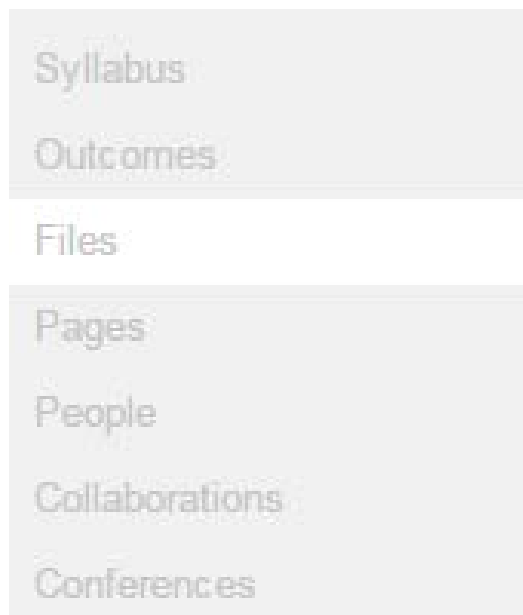 Syllabus
Outcomes
Files
Pages
People
Collaborations
Conferences